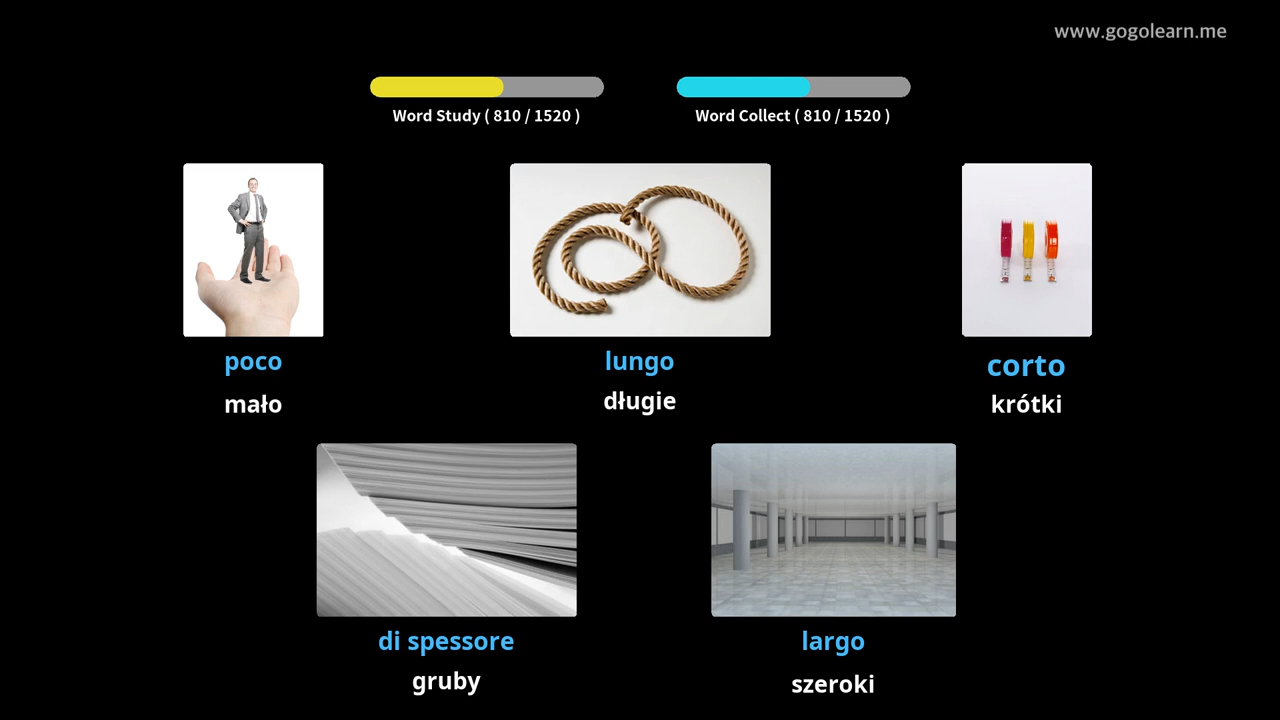 www.gogolearn.me
Word Study ( 810 / 1520 )
Word Collect ( 810 / 1520 )
poco
mało
lungo
długie
corto
krótki
di spessore
gruby
largo
szeroki